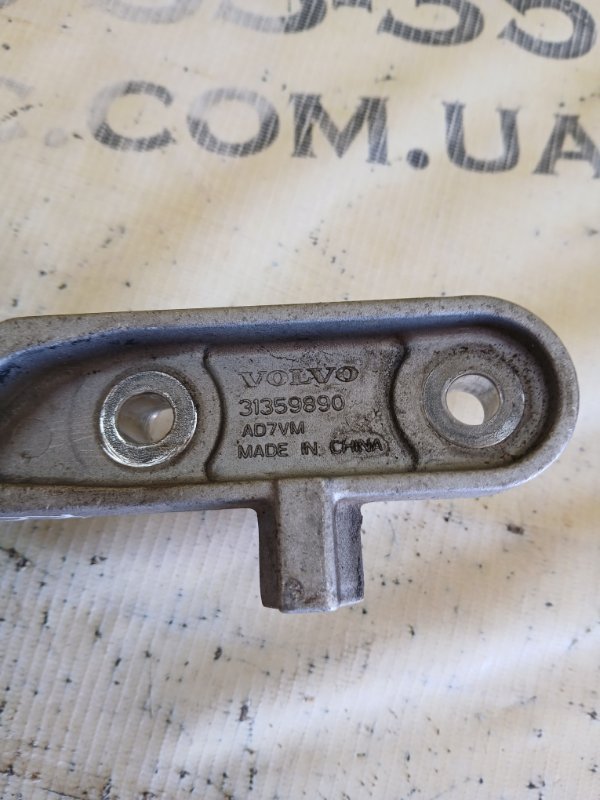 .COM.UA
VOLVO
31359890
AD7VM
MADE IN CHINA